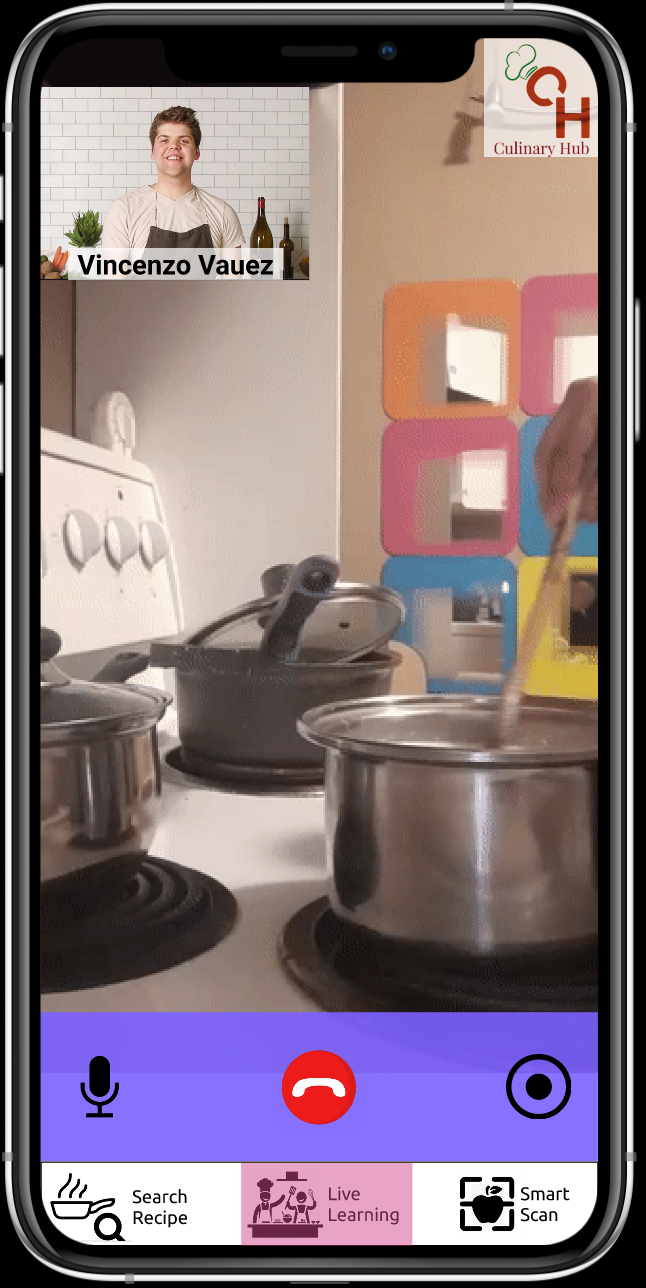 CH
Culinary Hub
Vincenzo Vauez
Search
Recipe
Live
Learning
Smart
Scan